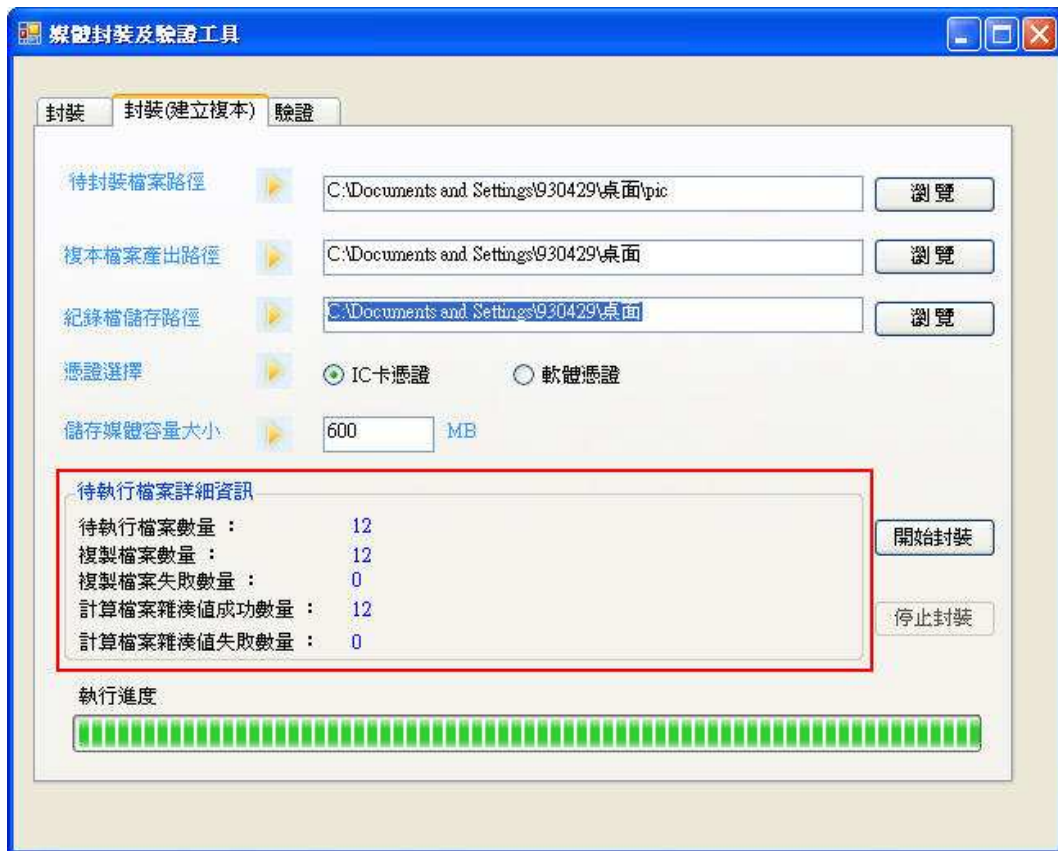 媒體封裝及驗證工具
封裝 封裝(建立複本) 驗證
待封裝檔案路徑 C:\Documents and Settings\930429\桌面\pic 瀏覽
複本檔案產出路徑 C:\Documents and Settings\930429\桌面 瀏覽
紀錄檔儲存路徑 C:\Documents and Settings\930429\桌面 瀏覽
憑證選擇 IC卡憑證 軟體憑證
儲存媒體容量大小 600 MB
待執行檔案詳細資訊
待執行檔案數量 : 12
複製檔案數量 : 12
複製檔案失敗數量 : 0
計算檔案雜湊值成功數量 : 12
計算檔案雜湊值失敗數量 : 0
開始封裝
停止封裝
執行進度